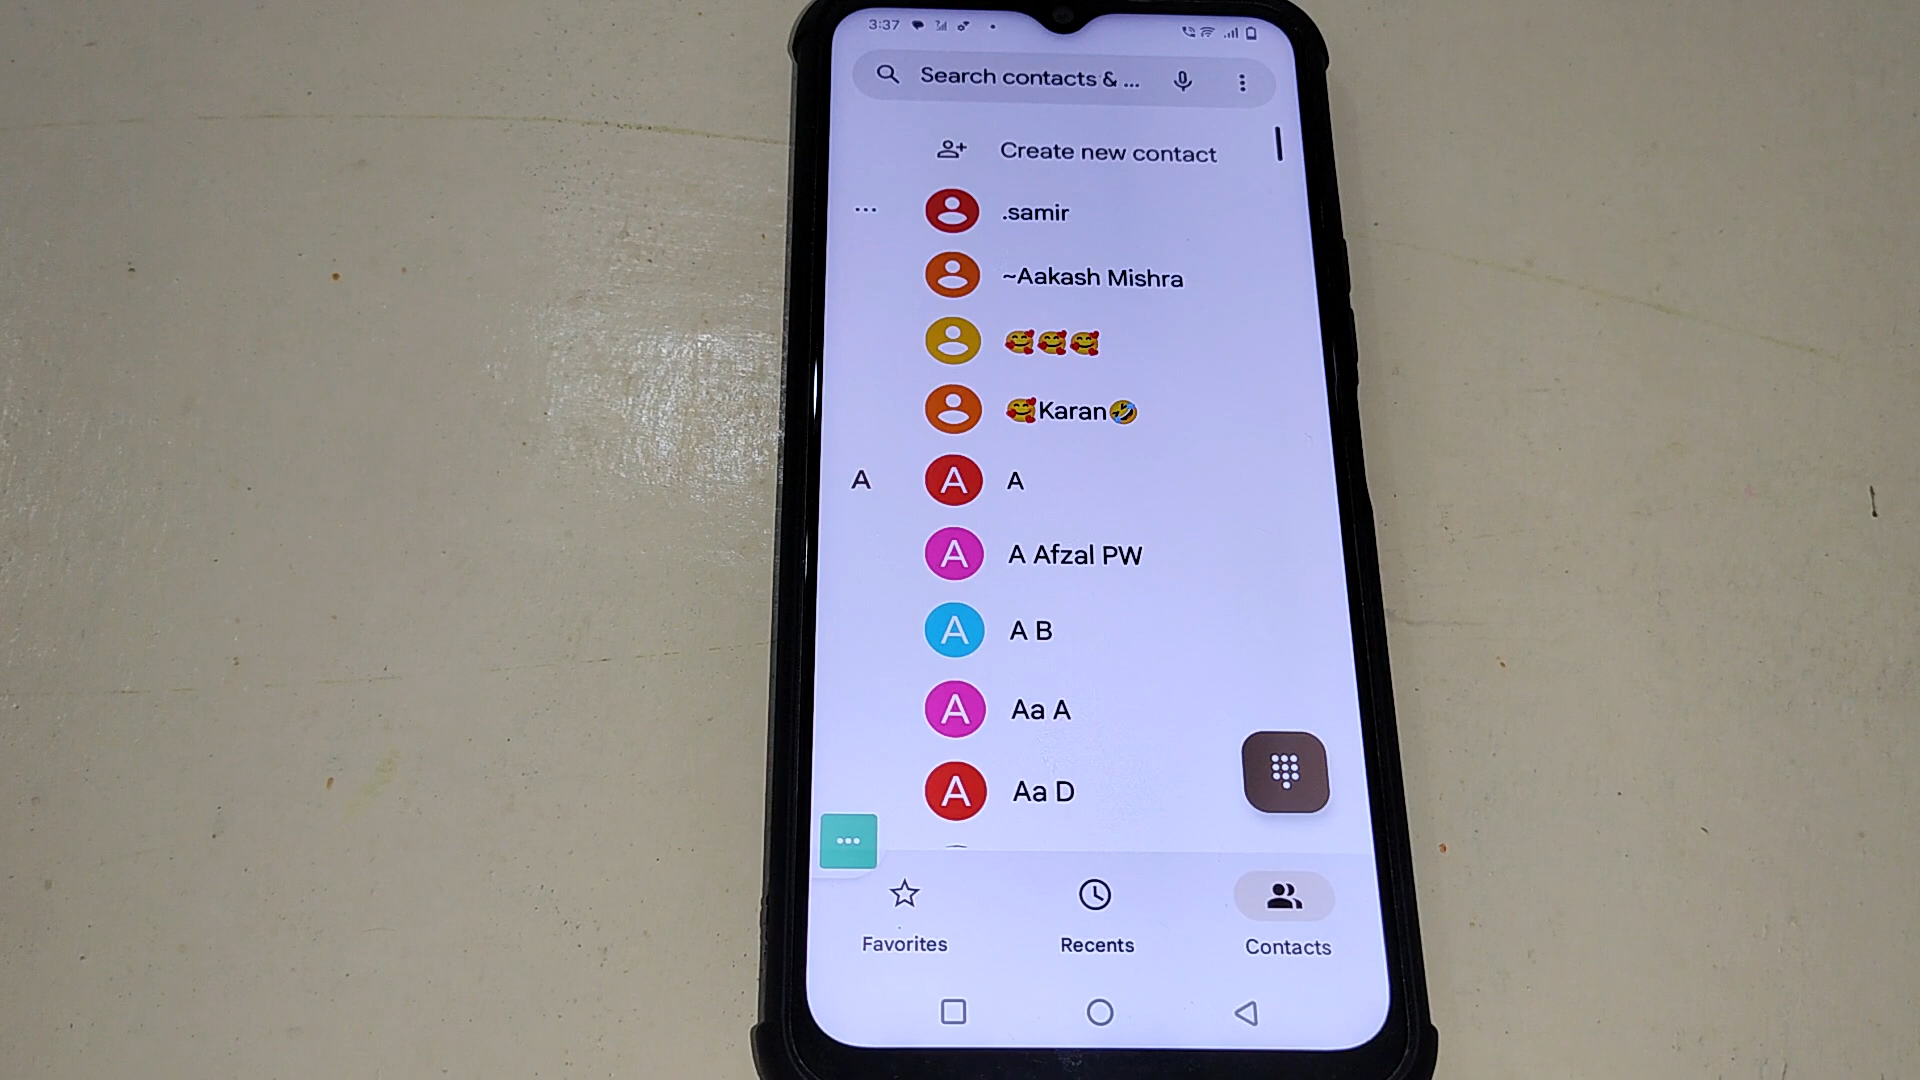 3:37
Search contacts & ...
Create new contact
... .samir
~Aakash Mishra
🥰🥰🥰
🥰Karan🤣
A A A
A A Afzal PW
A A B
A Aa A
A Aa D
Favorites Recents Contacts